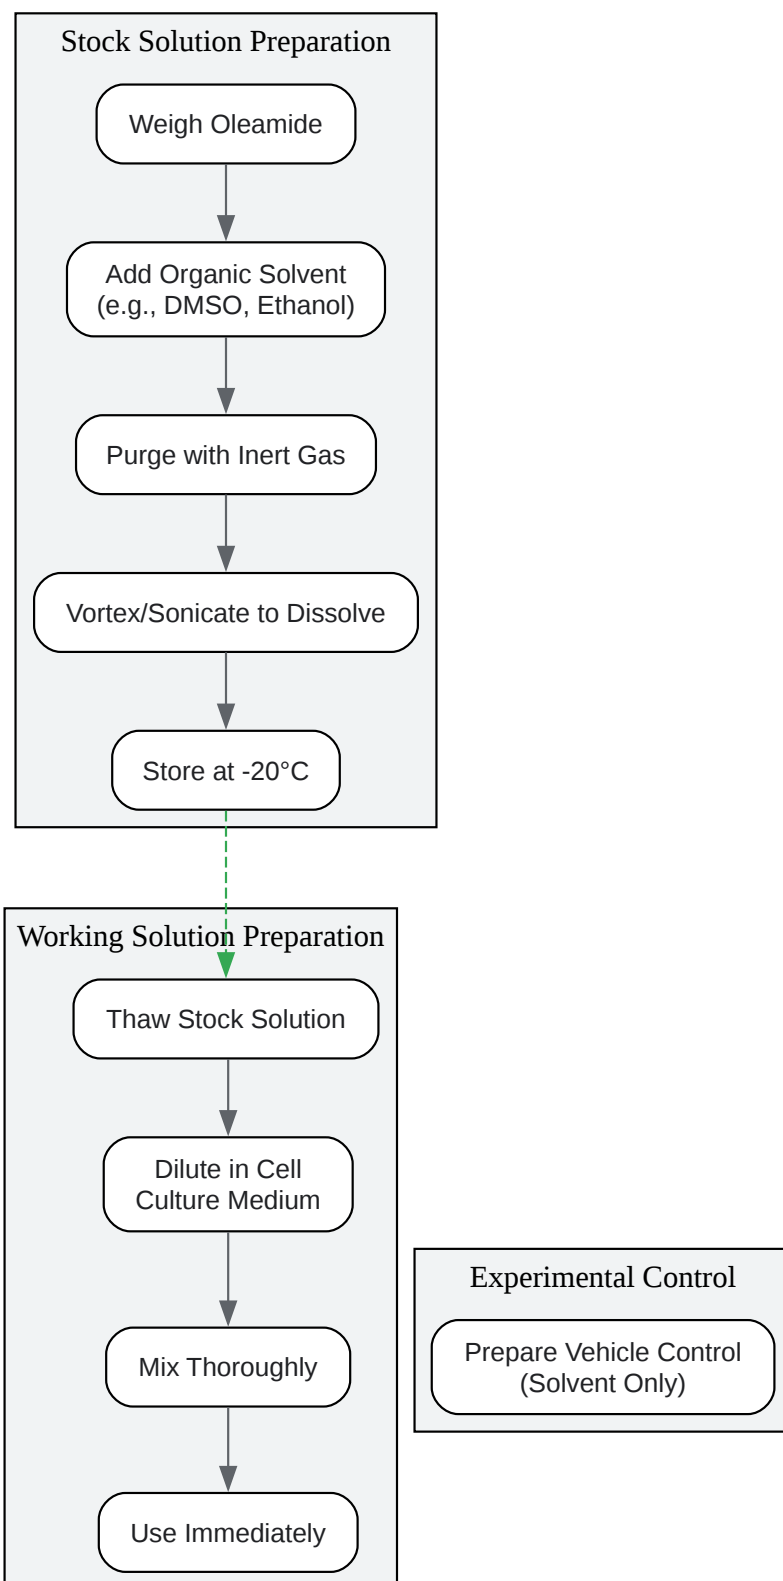 Stock Solution Preparation
Weigh Oleamide
Add Organic Solvent
(e.g., DMSO, Ethanol)
Purge with Inert Gas
Vortex/Sonicate to Dissolve
Store at -20°C
Working Solution Preparation
Thaw Stock Solution
Dilute in Cell
Culture Medium
Mix Thoroughly
Use Immediately
Experimental Control
Prepare Vehicle Control
(Solvent Only)